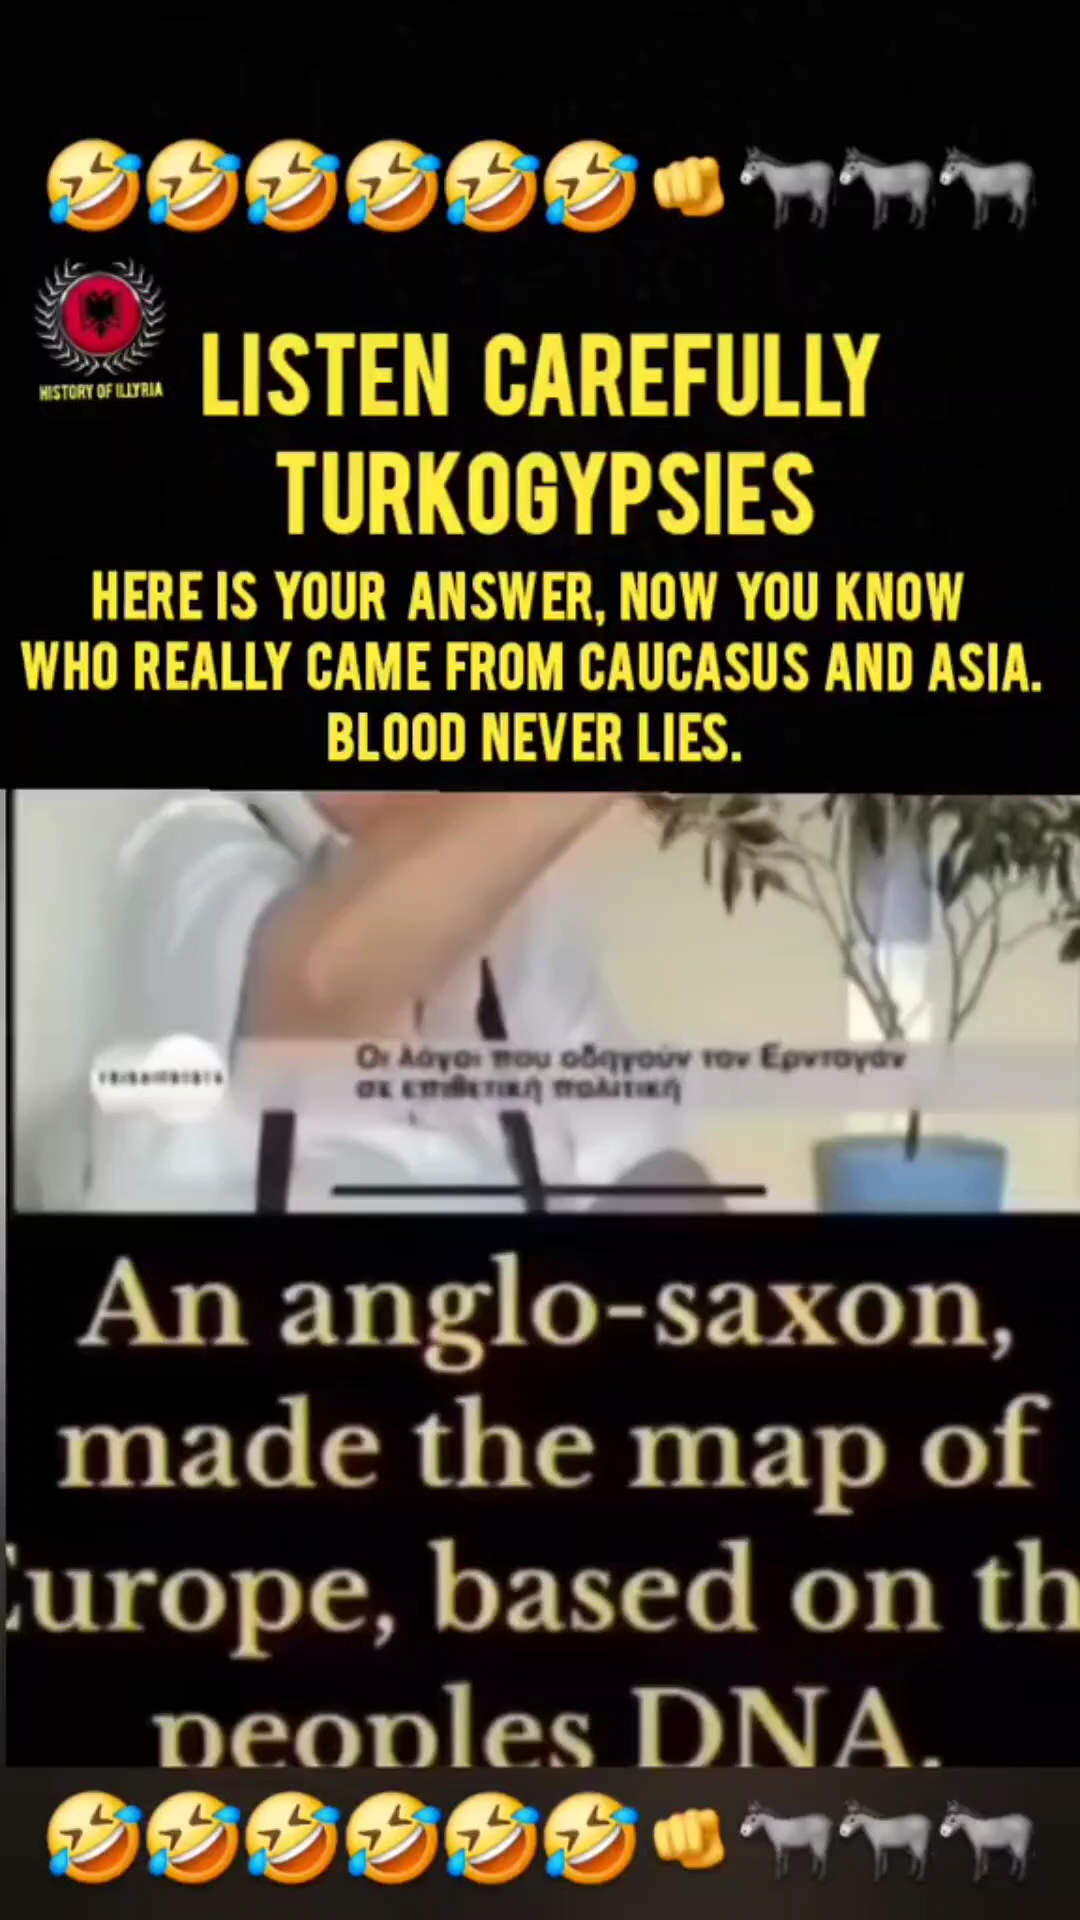 HISTORY OF ILLYRIA
LISTEN CAREFULLY
TURKOGYPSIES
HERE IS YOUR ANSWER, NOW YOU KNOW
WHO REALLY CAME FROM CAUCASUS AND ASIA.
BLOOD NEVER LIES.
Οι λόγοι που οδηγούν τον Ερντογάν
σε επιθετική πολιτική
An anglo-saxon,
made the map of
urope, based on th
peoples DNA.